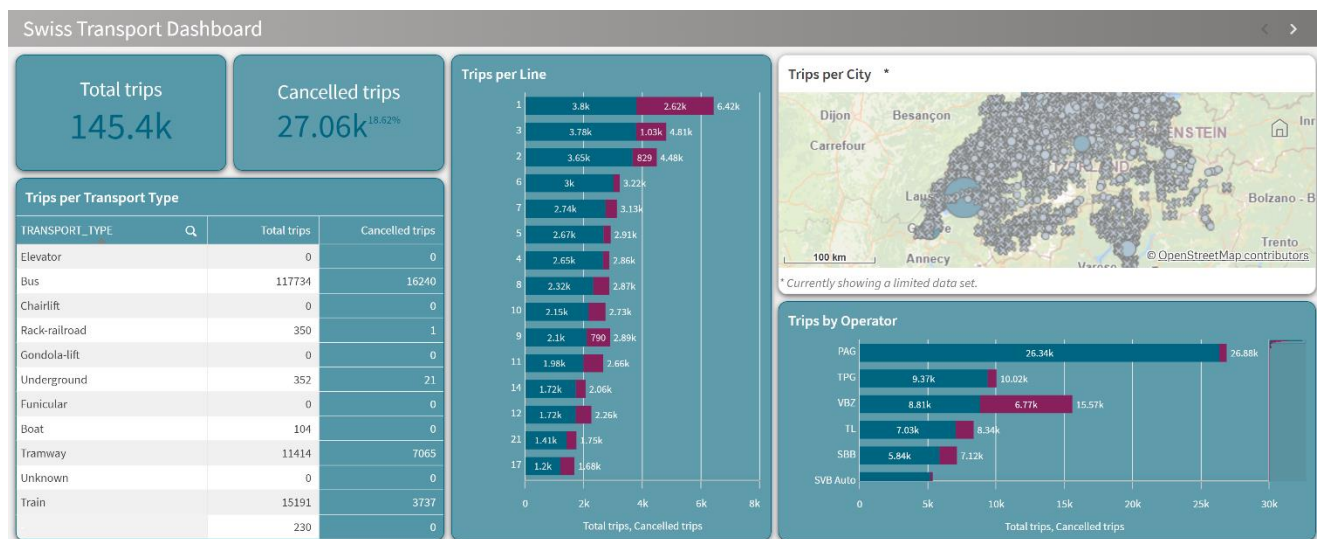 Swiss Transport Dashboard
Total trips
145.4k
Cancelled trips
27.06k 18.62%
Trips per Transport Type
TRANSPORT_TYPE Total trips Cancelled trips
Elevator 0 0
Bus 117734 16240
Chairlift 0 0
Rack-railroad 350 1
Gondola-lift 0 0
Underground 352 21
Funicular 0 0
Boat 104 0
Tramway 11414 7065
Unknown 0 0
Train 15191 3737
230 0
Trips per Line
1 3.8k 2.62k 6.42k
3 3.78k 1.03k 4.81k
2 3.65k 829 4.48k
6 3k 3.22k
7 2.74k 3.13k
5 2.67k 2.91k
4 2.65k 2.86k
8 2.32k 2.87k
10 2.15k 2.73k
9 2.1k 790 2.89k
11 1.98k 2.66k
14 1.72k 2.06k
12 1.72k 2.26k
21 1.41k 1.75k
17 1.2k 1.68k
0 2k 4k 6k 8k
Total trips, Cancelled trips
Trips per City *
Dijon Besançon
Carrefour
Bolzano - B
Trento
100 km Annecy
© OpenStreetMap contributors
* Currently showing a limited data set.
Trips by Operator
PAG 26.34k 26.88k
TPG 9.37k 10.02k
VBZ 8.81k 6.77k 15.57k
TL 7.03k 8.34k
SBB 5.84k 7.12k
SVB Auto
0 5k 10k 15k 20k 25k 30k
Total trips, Cancelled trips